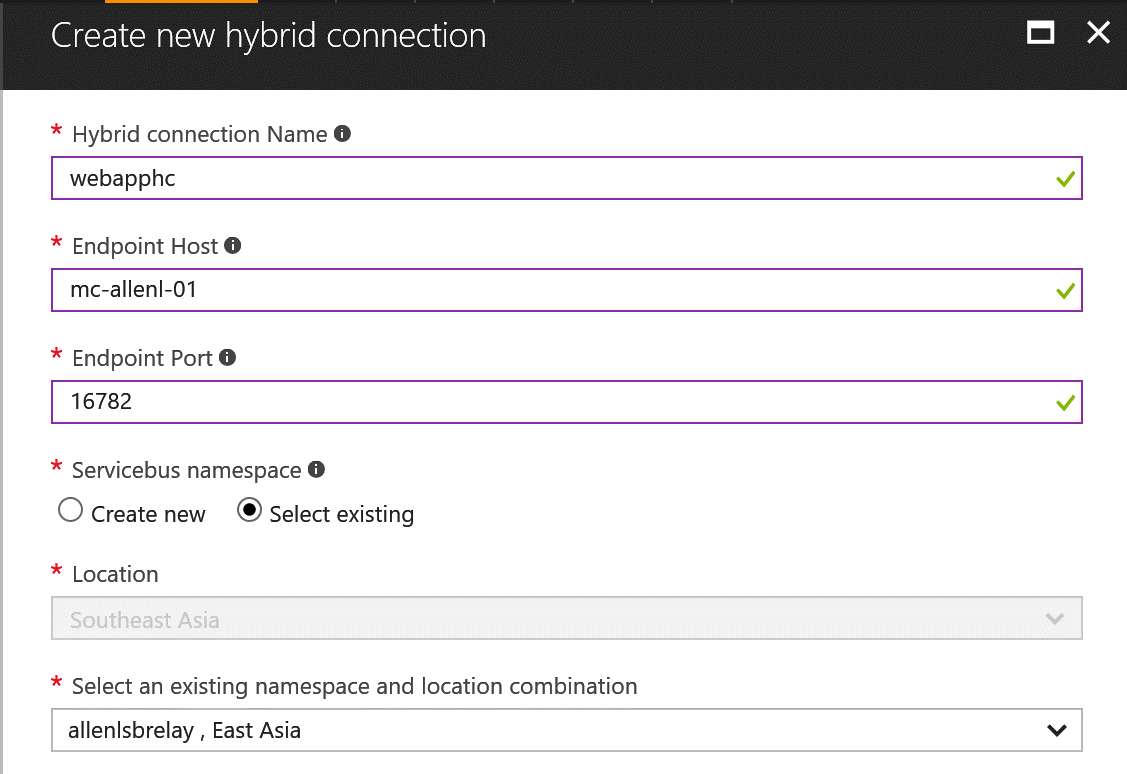 Create new hybrid connection
* Hybrid connection Name
webapphc
* Endpoint Host
mc-allenl-01
* Endpoint Port
16782
* Servicebus namespace
Create new Select existing
* Location
Southeast Asia
* Select an existing namespace and location combination
allenlsbrelay , East Asia